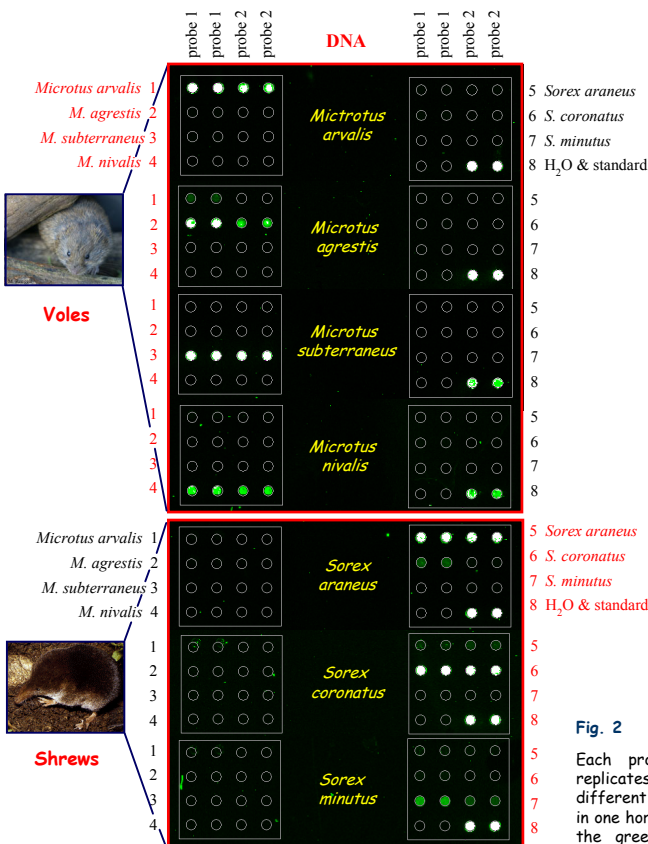 probe 1 probe 1 probe 2 probe 2 DNA probe 1 probe 1 probe 2 probe 2
Microtus arvalis 1
M. agrestis 2
M. subterraneus 3
M. nivalis 4
Mictrotus
arvalis
5 Sorex araneus
6 S. coronatus
7 S. minutus
8 H₂O & standard
Voles
1
2
3
4
Microtus
agrestis
5
6
7
8
1
2
3
4
Microtus
subterraneus
5
6
7
8
1
2
3
4
Microtus
nivalis
5
6
7
8
Microtus arvalis 1
M. agrestis 2
M. subterraneus 3
M. nivalis 4
Sorex
araneus
5 Sorex araneus
6 S. coronatus
7 S. minutus
8 H₂O & standard
Shrews
1
2
3
4
Sorex
coronatus
5
6
7
8
1
2
3
4
Sorex
minutus
5
6
7
8
Fig. 2
Each pro
replicates
different
in one hor
the gree